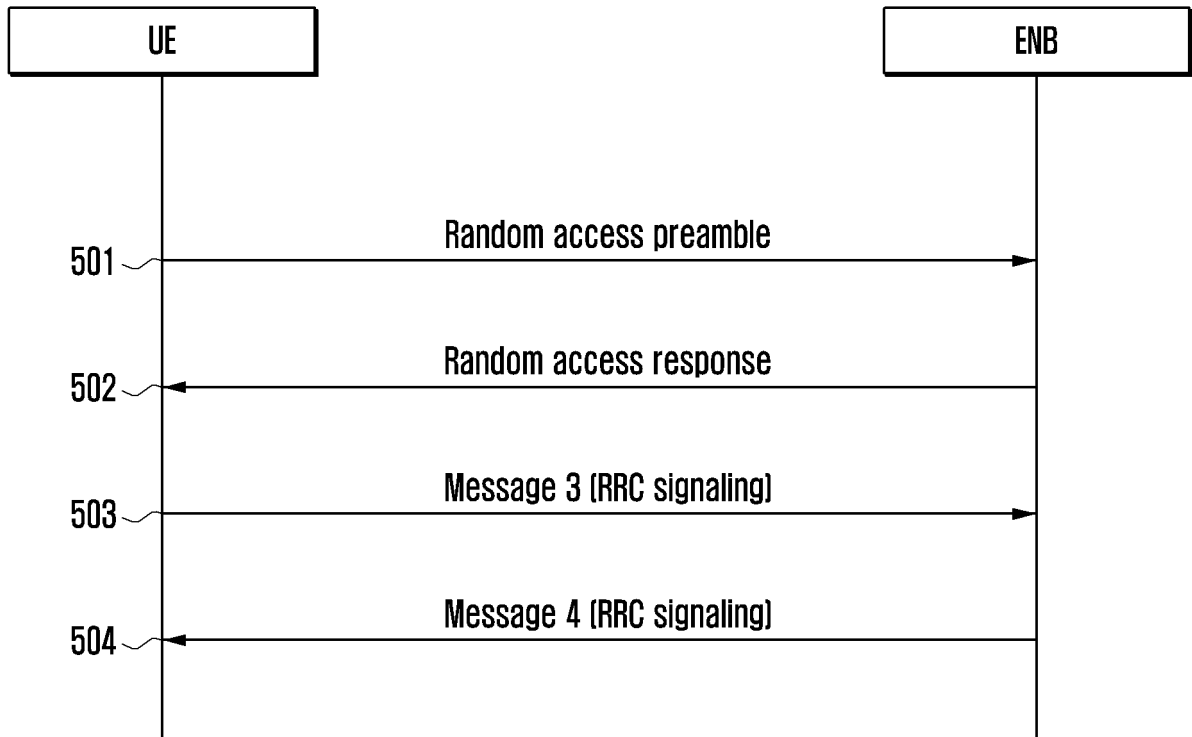 UE
ENB
Random access preamble
501
Random access response
502
Message 3 (RRC signaling)
503
Message 4 (RRC signaling)
504